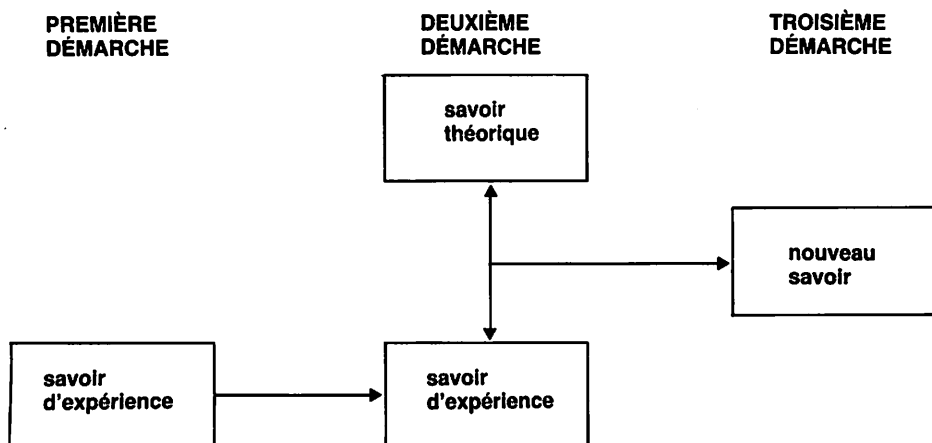 PREMIÈRE
DÉMARCHE
DEUXIÈME
DÉMARCHE
TROISIÈME
DÉMARCHE
savoir
théorique
nouveau
savoir
savoir
d'expérience
savoir
d'expérience